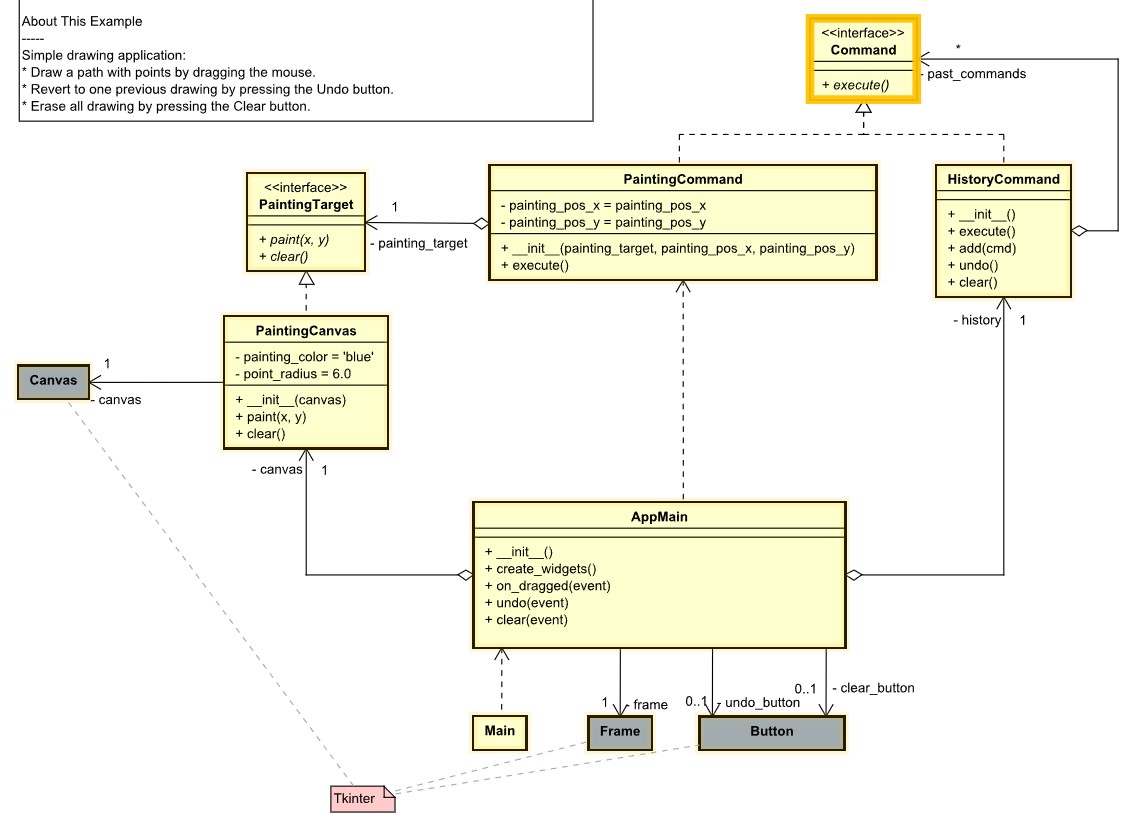 About This Example
-----
Simple drawing application:
* Draw a path with points by dragging the mouse.
* Revert to one previous drawing by pressing the Undo button.
* Erase all drawing by pressing the Clear button.
<<interface>>
Command
+ execute()
*
- past_commands
<<interface>>
PaintingTarget
+ paint(x, y)
+ clear()
1
- painting_target
PaintingCommand
- painting_pos_x = painting_pos_x
- painting_pos_y = painting_pos_y
+ __init__(painting_target, painting_pos_x, painting_pos_y)
+ execute()
HistoryCommand
+ __init__()
+ execute()
+ add(cmd)
+ undo()
+ clear()
- history 1
PaintingCanvas
- painting_color = 'blue'
- point_radius = 6.0
+ __init__(canvas)
+ paint(x, y)
+ clear()
Canvas
1
- canvas
- canvas 1
AppMain
+ __init__()
+ create_widgets()
+ on_dragged(event)
+ undo(event)
+ clear(event)
1 - frame
0..1 - undo_button
0..1 - clear_button
Main
Frame
Button
Tkinter